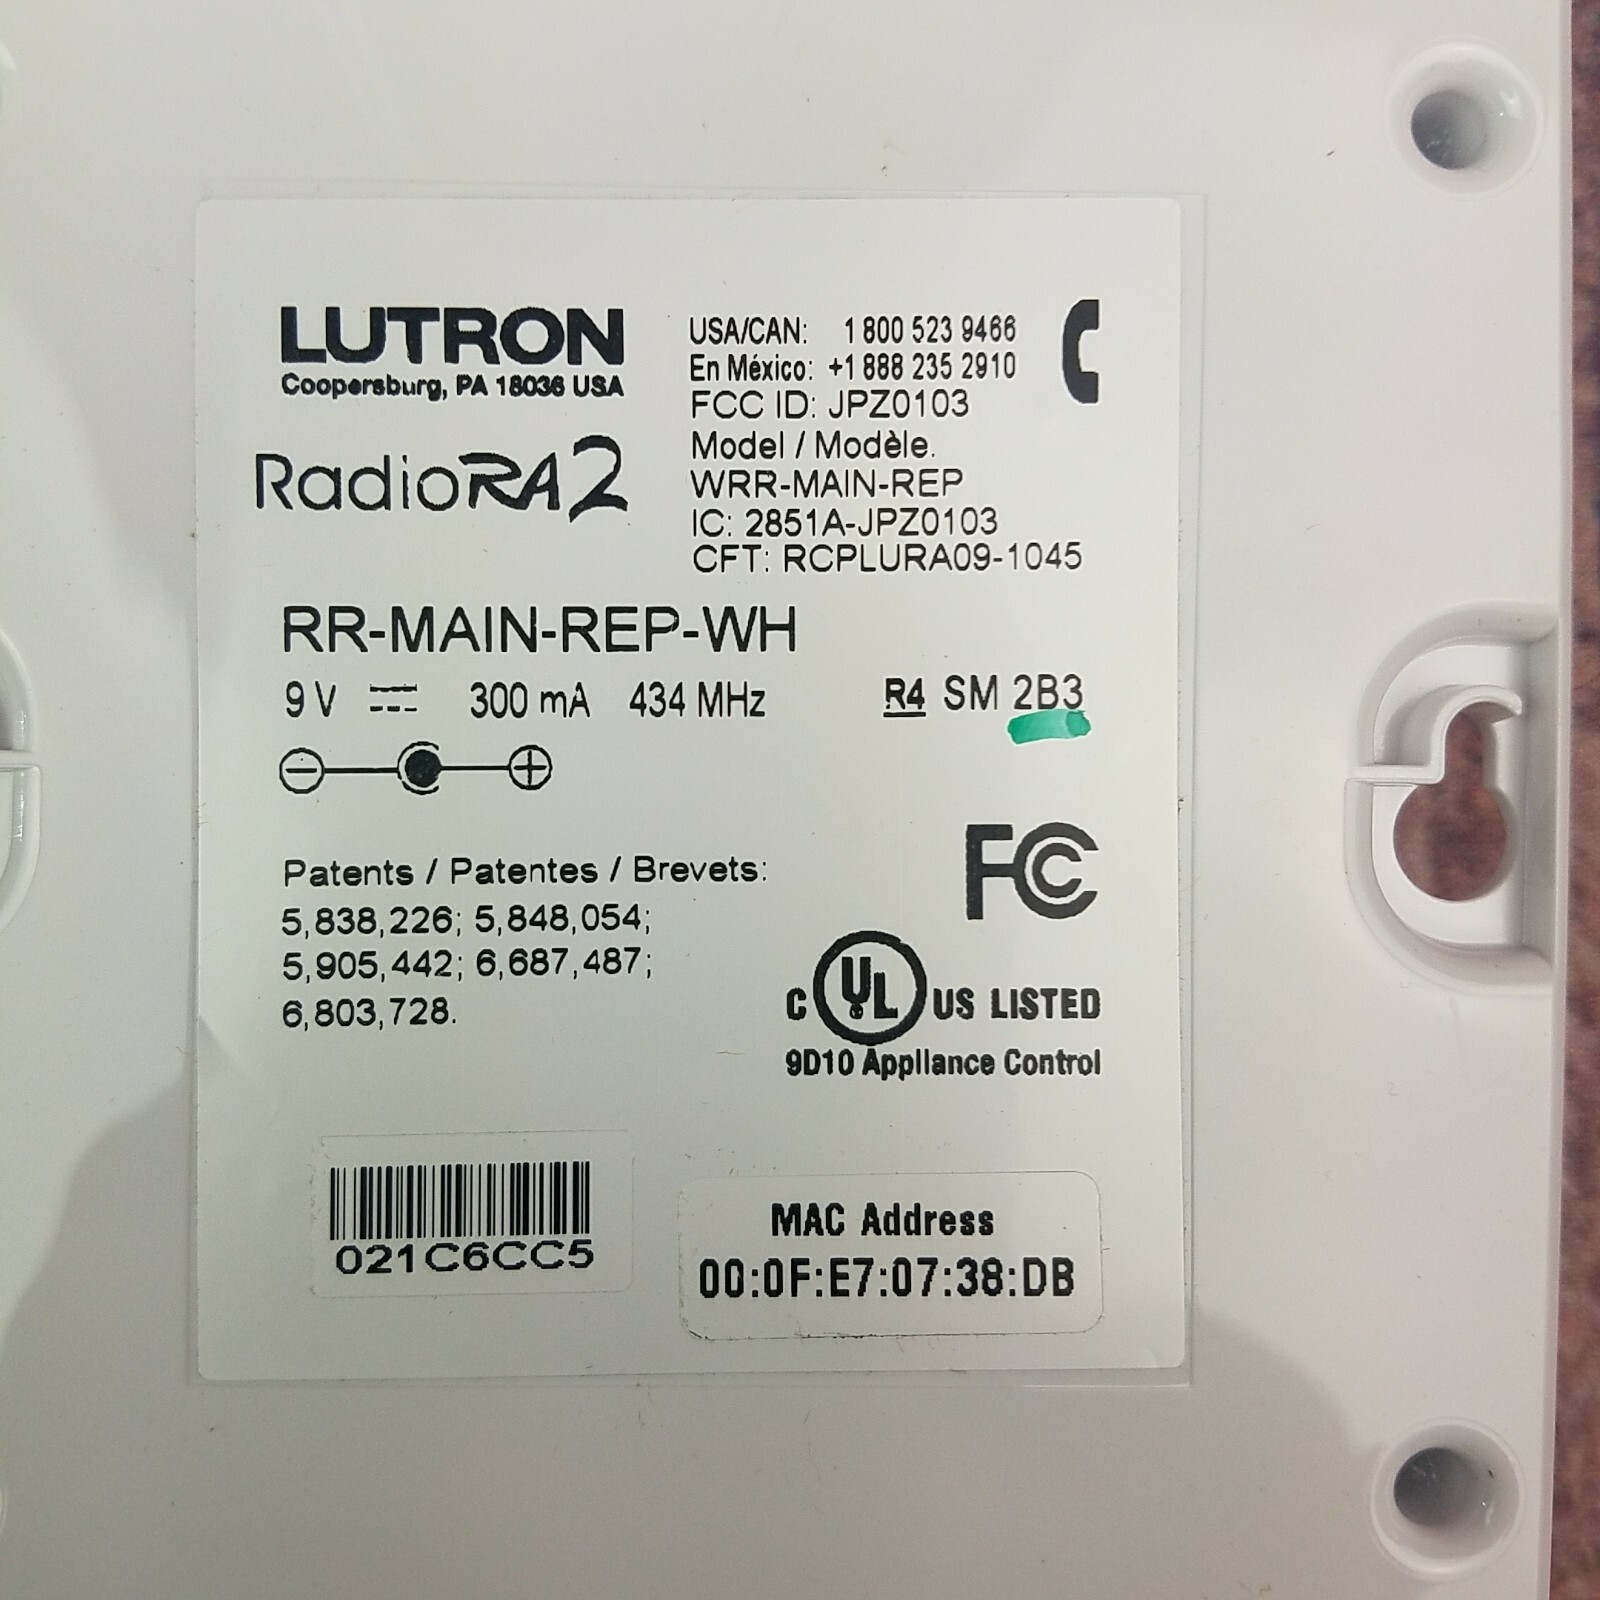 LUTRON
Coopersburg, PA 18036 USA
RadioRA2
USA/CAN: 1 800 523 9466
En México: +1 888 235 2910
FCC ID: JPZ0103
Model / Modèle.
WRR-MAIN-REP
IC: 2851A-JPZ0103
CFT: RCPLURA09-1045
RR-MAIN-REP-WH
9 V 300 mA 434 MHz
R4 SM 2B3
Patents / Patentes / Brevets:
5,838,226; 5,848,054;
5,905,442; 6,687,487;
6,803,728.
FC
C UL US LISTED
9D10 Appliance Control
021C6CC5
MAC Address
00:0F:E7:07:38:DB